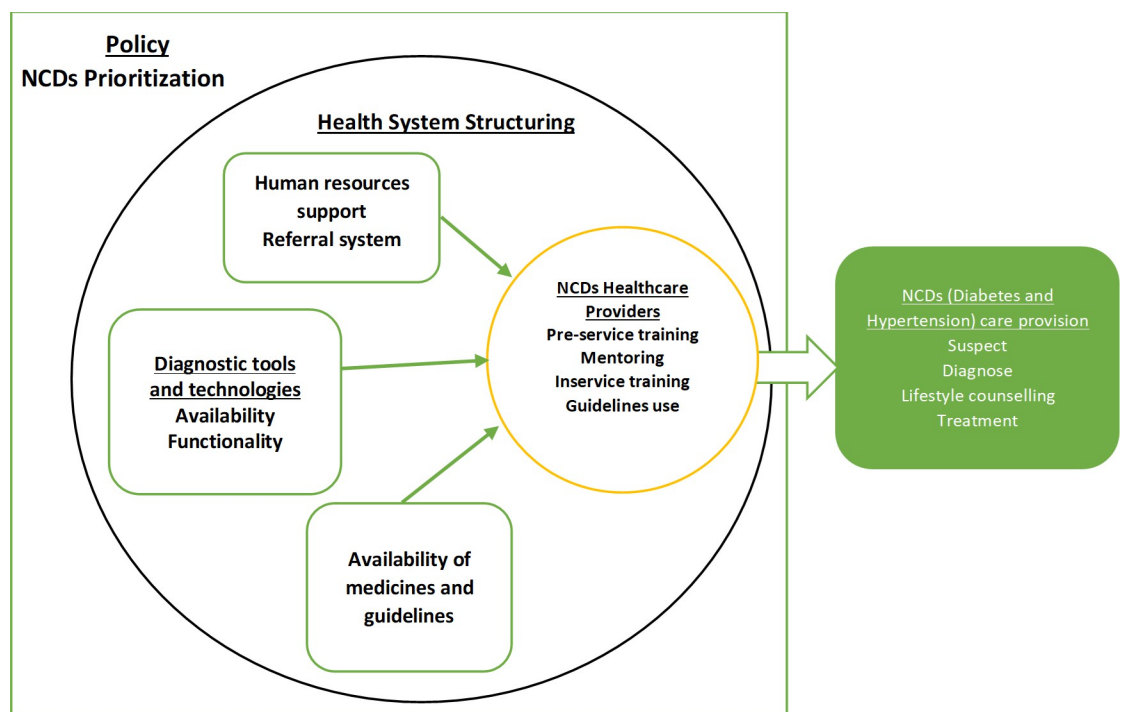 Policy
NCDs Prioritization
Health System Structuring
Human resources
support
Referral system
Diagnostic tools
and technologies
Availability
Functionality
Availability of
medicines and
guidelines
NCDs Healthcare
Providers
Pre-service training
Mentoring
Inservice training
Guidelines use
NCDs (Diabetes and
Hypertension) care provision
Suspect
Diagnose
Lifestyle counselling
Treatment